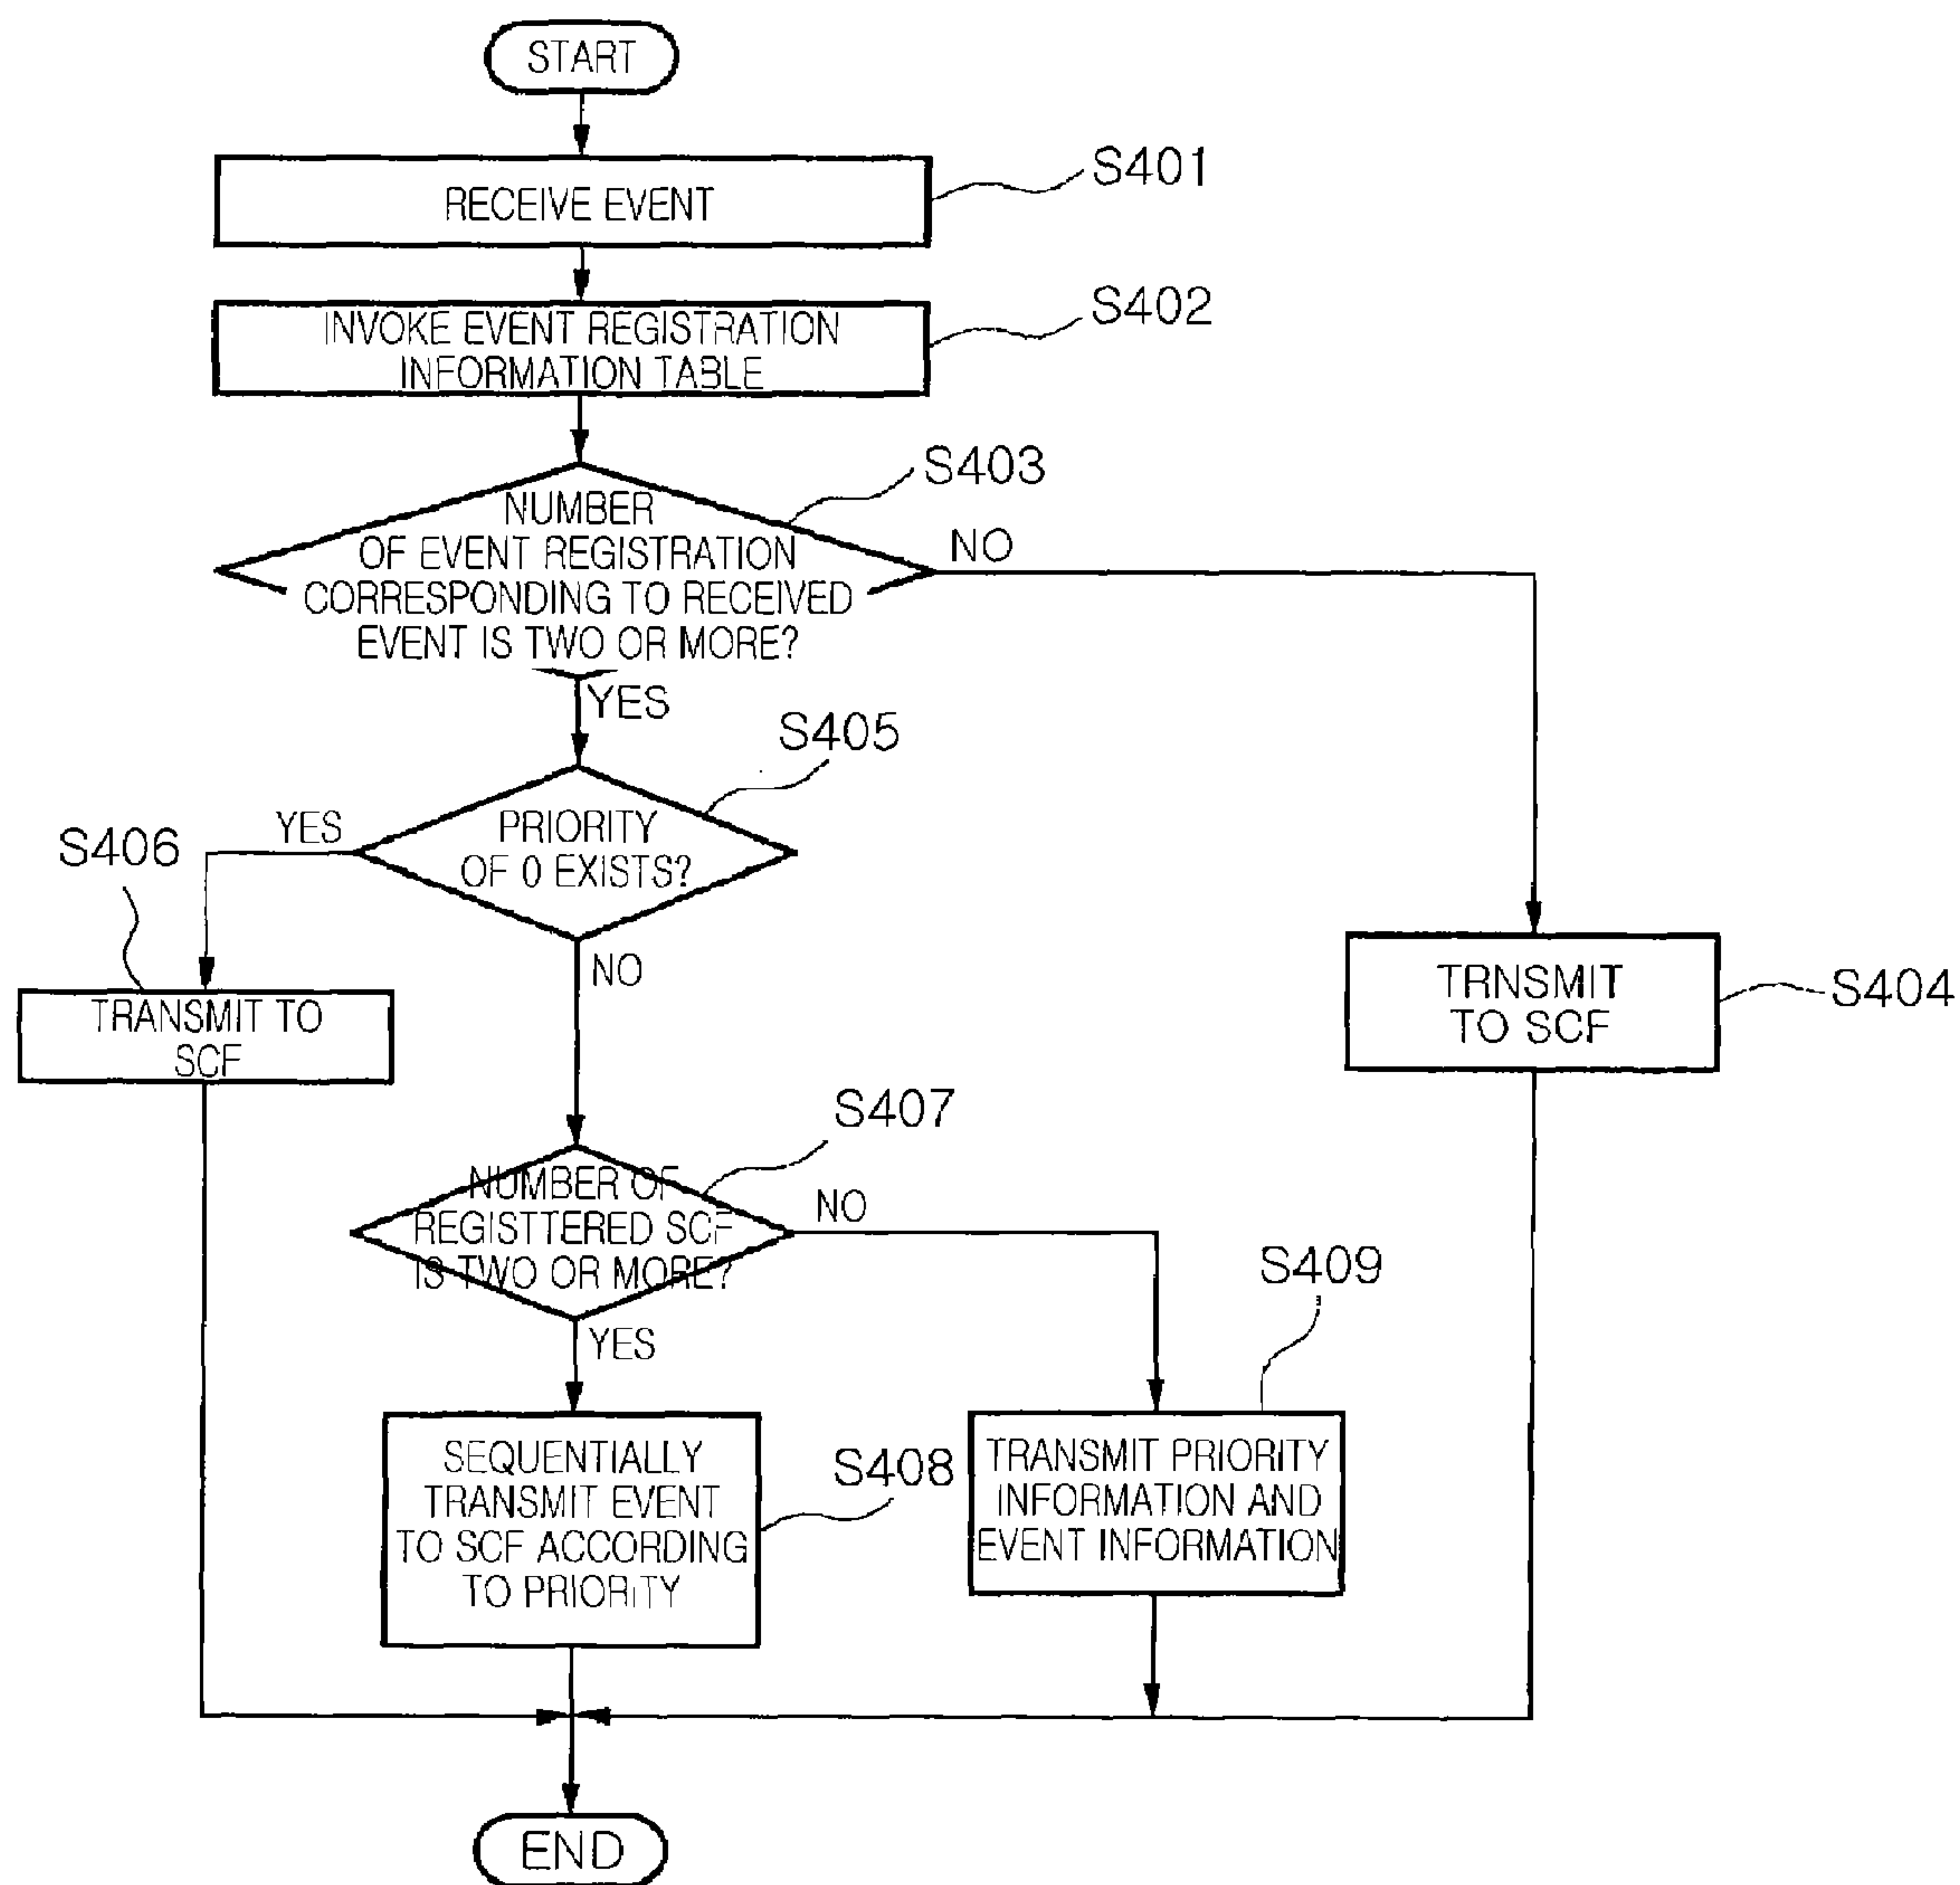 START
RECEIVE EVENT
S401
INVOKE EVENT REGISTRATION
INFORMATION TABLE
S402
NUMBER
OF EVENT REGISTRATION
CORRESPONDING TO RECEIVED
EVENT IS TWO OR MORE?
S403
NO
YES
S405
PRIORITY
OF 0 EXISTS?
YES
S406
NO
TRANSMIT TO
SCF
TRNSMIT
TO SCF
S404
S407
NUMBER OF
REGISTTERED SCF
IS TWO OR MORE?
NO
S409
YES
SEQUENTIALLY
TRANSMIT EVENT
TO SCF ACCORDING
TO PRIORITY
S408
TRANSMIT PRIORITY
INFORMATION AND
EVENT INFORMATION
END